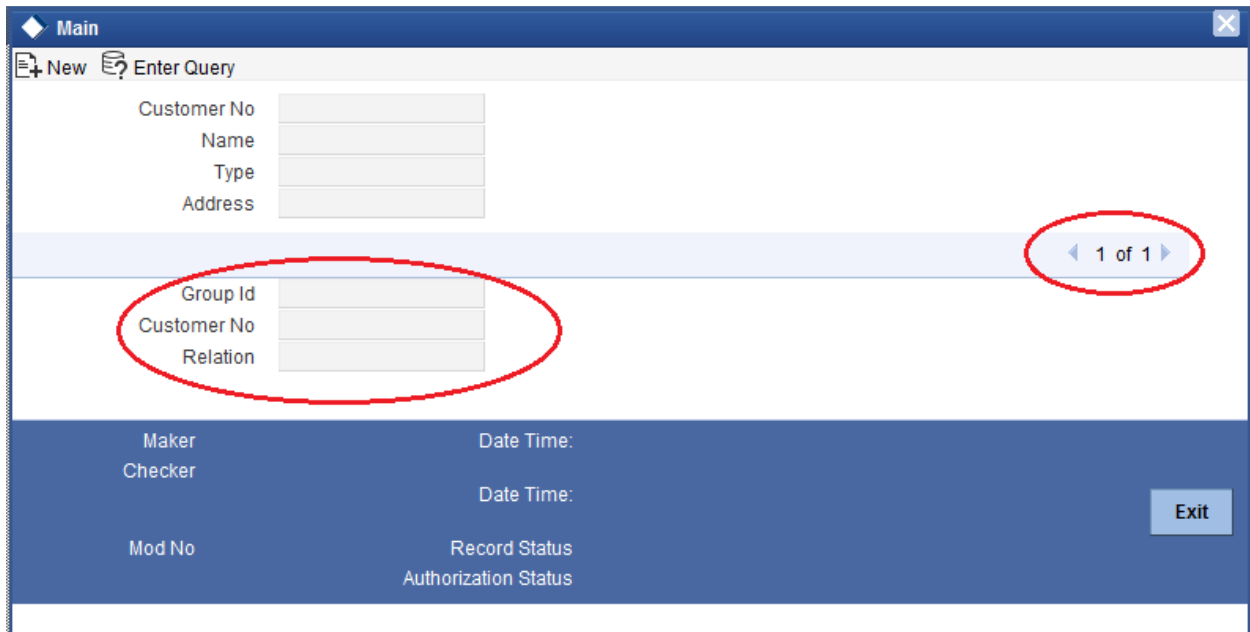 Main
New Enter Query
Customer No
Name
Type
Address
1 of 1
Group Id
Customer No
Relation
Maker Date Time:
Checker
Date Time:
Exit
Mod No Record Status
Authorization Status